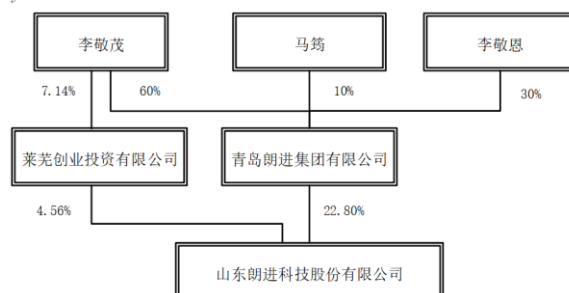 李敬茂
马筠
李敬恩
7.14%
60%
10%
30%
莱芜创业投资有限公司
青岛朗进集团有限公司
4.56%
22.80%
山东朗进科技股份有限公司